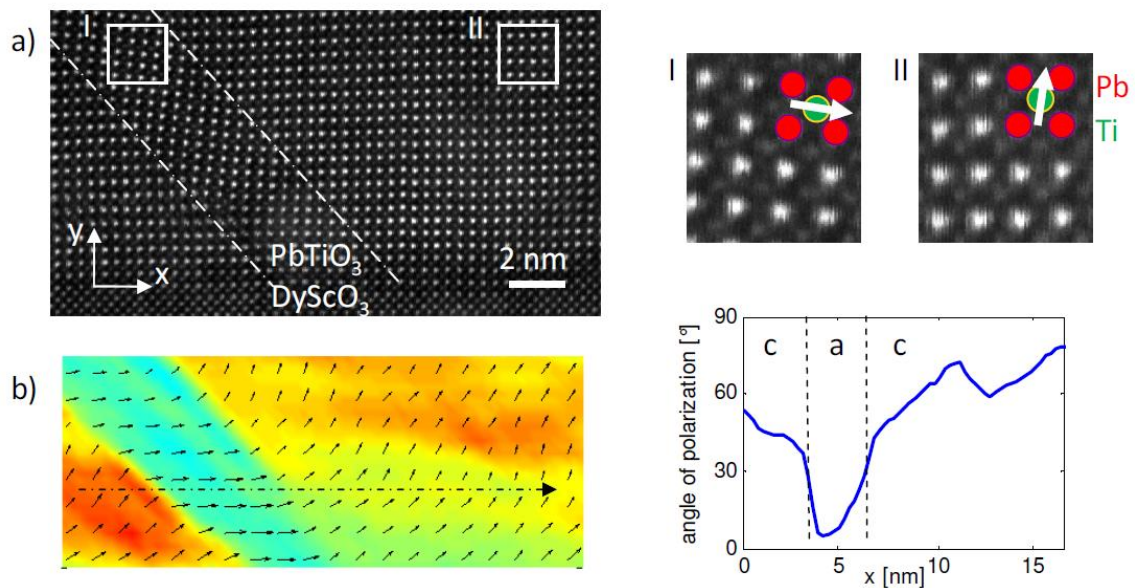 a)
I
II
y
x
PbTiO₃
DyScO₃
2 nm
I
II
Pb
Ti
b)
90
60
30
0
angle of polarization [°]
c
a
c
0
5
10
15
x [nm]